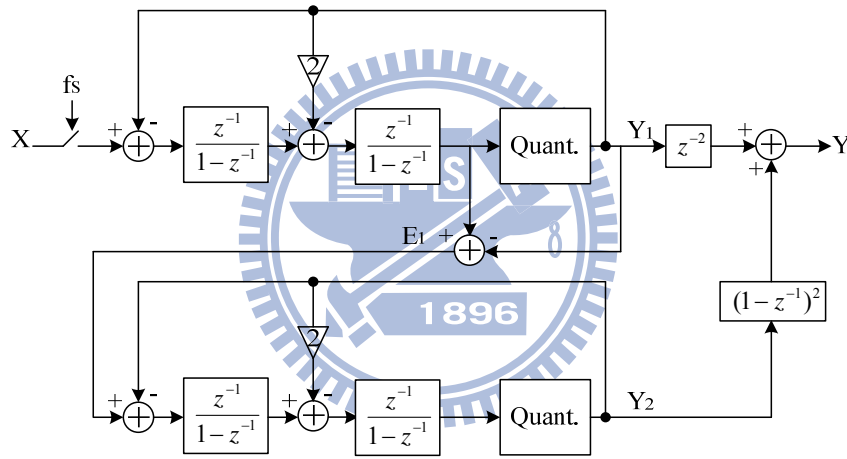 2
fs
X
+
-
z⁻¹
1 - z⁻¹
+
-
z⁻¹
1 - z⁻¹
Quant.
Y₁
z⁻²
+
+
Y
S
E₁
+
-
8
(1 - z⁻¹)²
1896
2
+
-
z⁻¹
1 - z⁻¹
+
-
z⁻¹
1 - z⁻¹
Quant.
Y₂